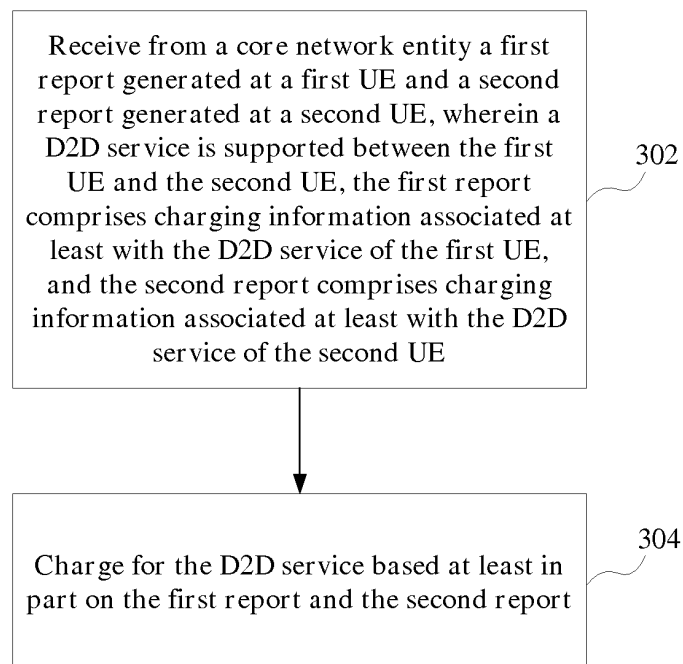 Receive from a core network entity a first
report generated at a first UE and a second
report generated at a second UE, wherein a
D2D service is supported between the first
UE and the second UE, the first report
comprises charging information associated at
least with the D2D service of the first UE,
and the second report comprises charging
information associated at least with the D2D
service of the second UE
302
Charge for the D2D service based at least in
part on the first report and the second report
304